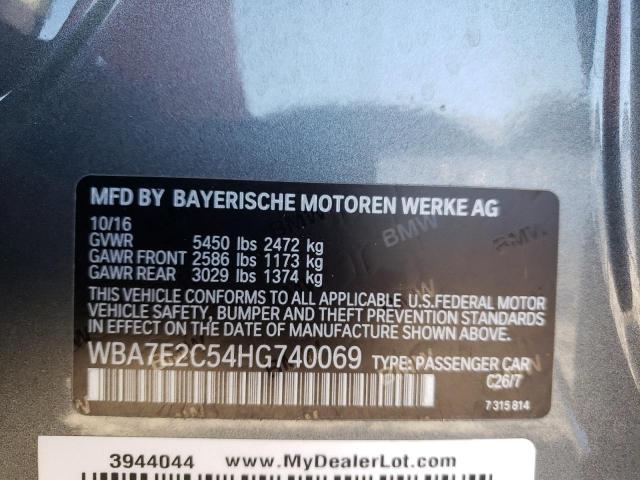 MFD BY BAYERISCHE MOTOREN WERKE AG
10/16
GVWR 5450 lbs 2472 kg
GAWR FRONT 2586 lbs 1173 kg
GAWR REAR 3029 lbs 1374 kg
THIS VEHICLE CONFORMS TO ALL APPLICABLE U.S.FEDERAL MOTOR
VEHICLE SAFETY, BUMPER AND THEFT PREVENTION STANDARDS
IN EFFECT ON THE DATE OF MANUFACTURE SHOWN ABOVE.
WBA7E2C54HG740069 TYPE: PASSENGER CAR
C26/7
7 315 814
BMW
BMW
3944044 www.MyDealerLot.com